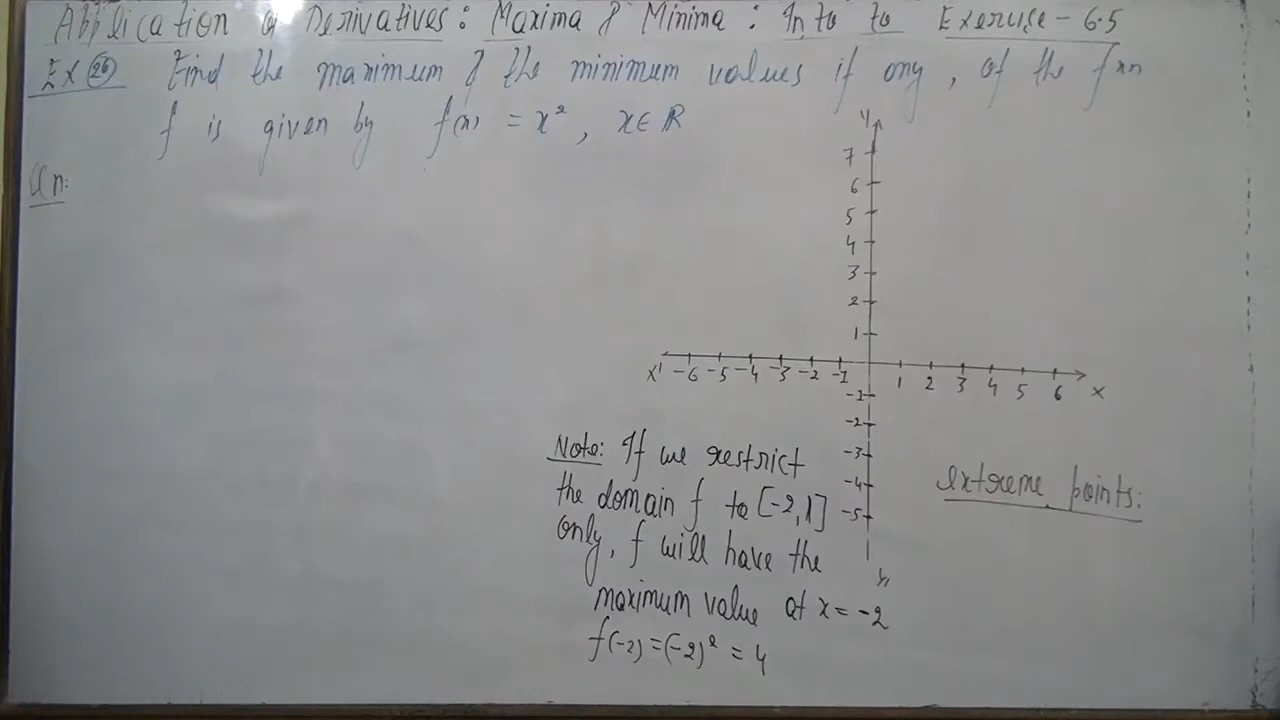 Application of Derivatives: Maxima & Minima: Into to Exercise - 6.5
EX 26 Find the maximum & the minimum values if any, of the fxn
f is given by f(x) = x², x∈ℝ
Y
7
6
5
4
3
2
1
X' -6 -5 -4 -3 -2 -1 1 2 3 4 5 6 X
-1
-2
-3
-4
-5
Note: If we restrict
the domain f to [-2,1]
only, f will have the
maximum value at x = -2
f(-2) = (-2)² = 4
extreme points: